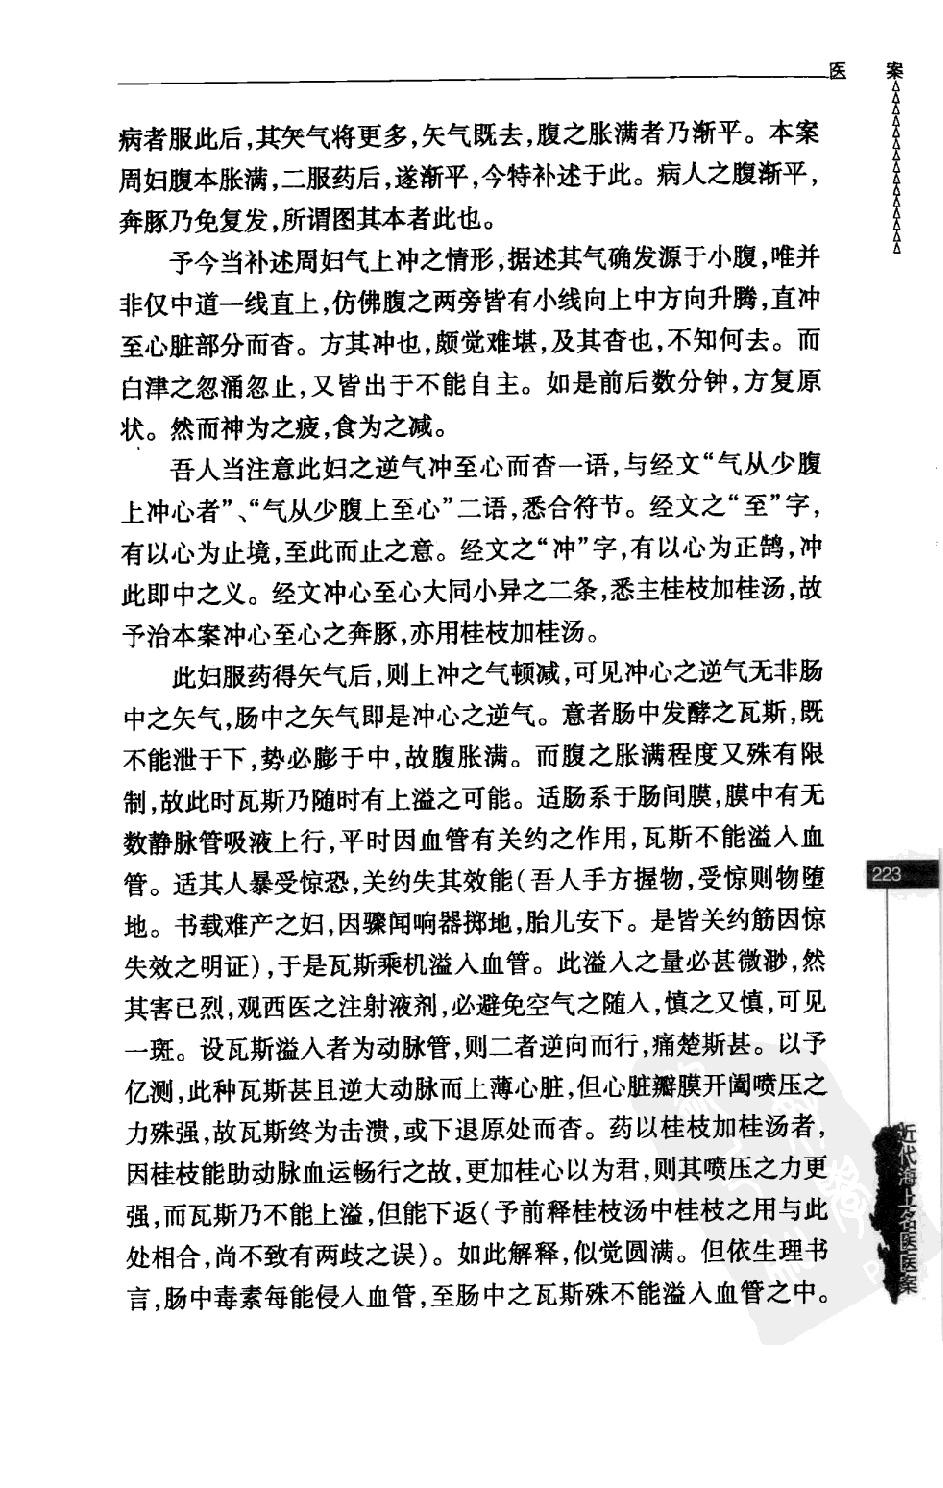 医 案
病者服此后,其矢气将更多,矢气既去,腹之胀满者乃渐平。本案
周妇腹本胀满,二服药后,遂渐平,今特补述于此。病人之腹渐平,
奔豚乃免复发,所谓图其本者此也。
予今当补述周妇气上冲之情形,据述其气确发源于小腹,唯并
非仅中道一线直上,仿佛腹之两旁皆有小线向上中方向升腾,直冲
至心脏部分而杳。方其冲也,颇觉难堪,及其杳也,不知何去。而
白津之忽涌忽止,又皆出于不能自主。如是前后数分钟,方复原
状。然而神为之疲,食为之减。
吾人当注意此妇之逆气冲至心而杳一语,与经文“气从少腹
上冲心者”、“气从少腹上至心”二语,悉合符节。经文之“至”字,
有以心为止境,至此而止之意。经文之“冲”字,有以心为正鹄,冲
此即中之义。经文冲心至心大同小异之二条,悉主桂枝加桂汤,故
予治本案冲心至心之奔豚,亦用桂枝加桂汤。
此妇服药得矢气后,则上冲之气顿减,可见冲心之逆气无非肠
中之矢气,肠中之矢气即是冲心之逆气。意者肠中发酵之瓦斯,既
不能泄于下,势必膨于中,故腹胀满。而腹之胀满程度又殊有限
制,故此时瓦斯乃随时有上溢之可能。适肠系于肠间膜,膜中有无
数静脉管吸液上行,平时因血管有关约之作用,瓦斯不能溢入血
管。适其人暴受惊恐,关约失其效能(吾人手方握物,受惊则物堕
地。书载难产之妇,因骤闻响器掷地,胎儿安下。是皆关约筋因惊
失效之明证),于是瓦斯乘机溢入血管。此溢入之量必甚微渺,然
其害已烈,观西医之注射液剂,必避免空气之随入,慎之又慎,可见
一斑。设瓦斯溢入者为动脉管,则二者逆向而行,痛楚斯甚。以予
亿测,此种瓦斯甚且逆大动脉而上薄心脏,但心脏瓣膜开阖喷压之
力殊强,故瓦斯终为击溃,或下退原处而杳。药以桂枝加桂汤者,
因桂枝能助动脉血运畅行之故,更加桂心以为君,则其喷压之力更
强,而瓦斯乃不能上溢,但能下返(予前释桂枝汤中桂枝之用与此
处相合,尚不致有两歧之误)。如此解释,似觉圆满。但依生理书
言,肠中毒素每能侵入血管,至肠中之瓦斯殊不能溢入血管之中。
223
近代海上名医医案